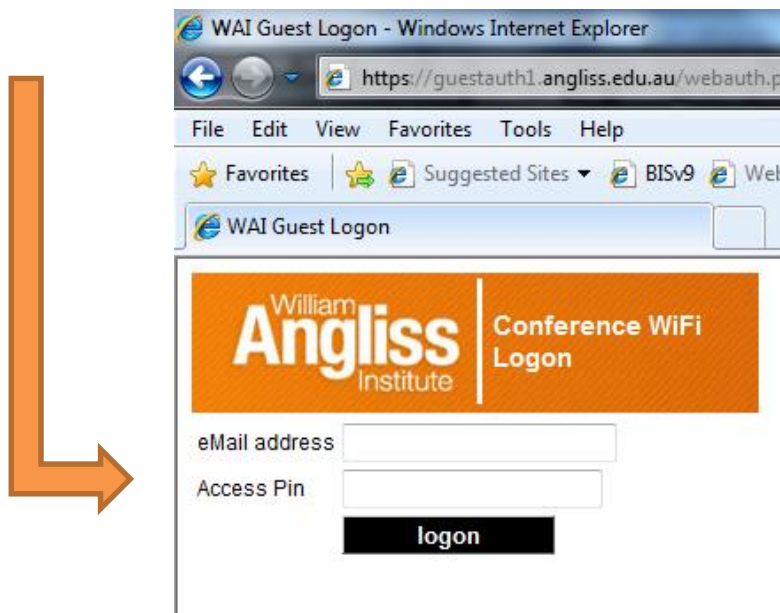 WAI Guest Logon - Windows Internet Explorer
https://guestauth1.angliss.edu.au/webauth.p
File Edit View Favorites Tools Help
Favorites Suggested Sites BISv9 Web
WAI Guest Logon
William
Angliss
Institute
Conference WiFi
Logon
eMail address
Access Pin
logon